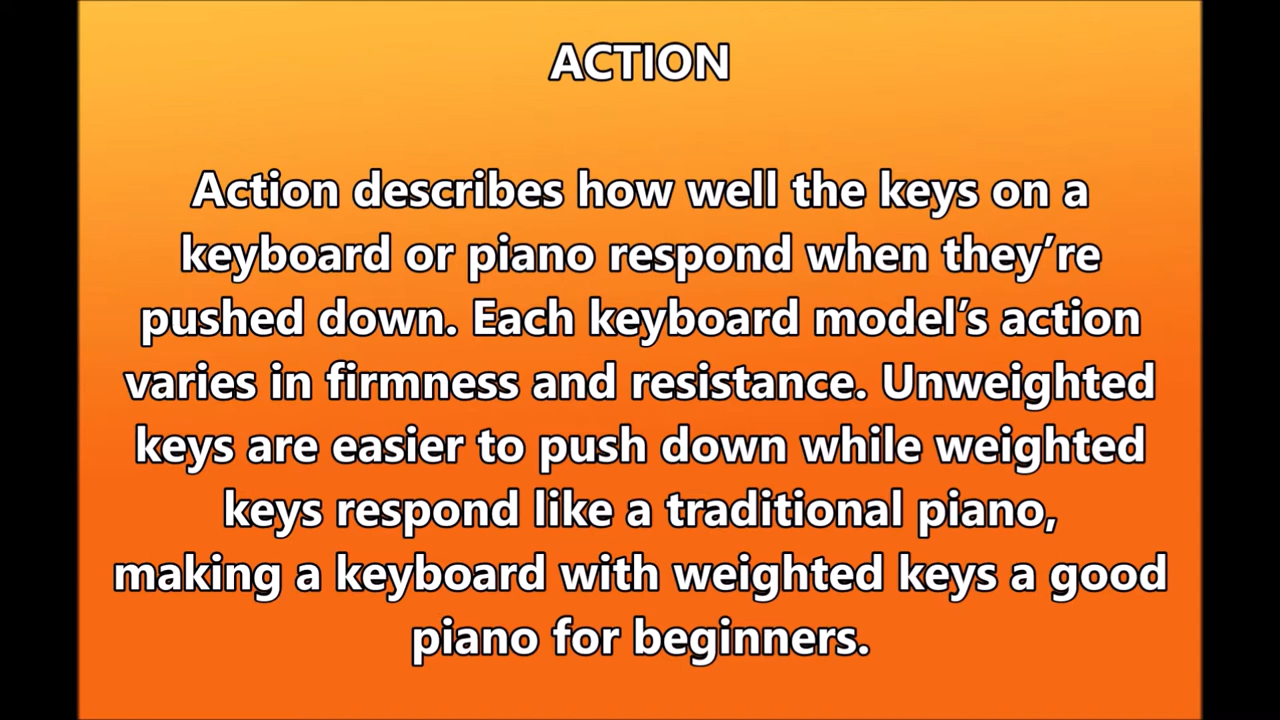 ACTION
Action describes how well the keys on a
keyboard or piano respond when they’re
pushed down. Each keyboard model’s action
varies in firmness and resistance. Unweighted
keys are easier to push down while weighted
keys respond like a traditional piano,
making a keyboard with weighted keys a good
piano for beginners.